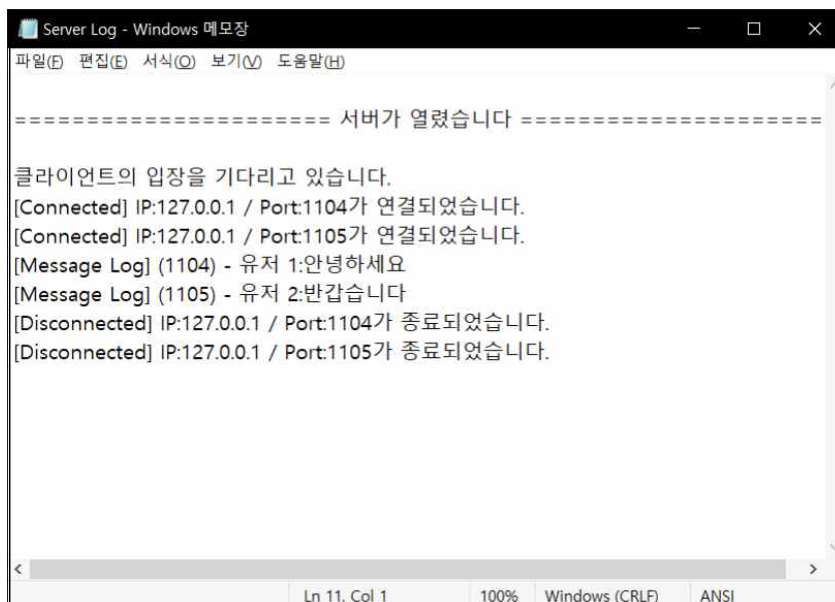 Server Log - Windows 메모장
파일(F) 편집(E) 서식(O) 보기(V) 도움말(H)
====================== 서버가 열렸습니다 =====================
클라이언트의 입장을 기다리고 있습니다.
[Connected] IP:127.0.0.1 / Port:1104가 연결되었습니다.
[Connected] IP:127.0.0.1 / Port:1105가 연결되었습니다.
[Message Log] (1104) - 유저 1:안녕하세요
[Message Log] (1105) - 유저 2:반갑습니다
[Disconnected] IP:127.0.0.1 / Port:1104가 종료되었습니다.
[Disconnected] IP:127.0.0.1 / Port:1105가 종료되었습니다.
Ln 11, Col 1 100% Windows (CRLF) ANSI